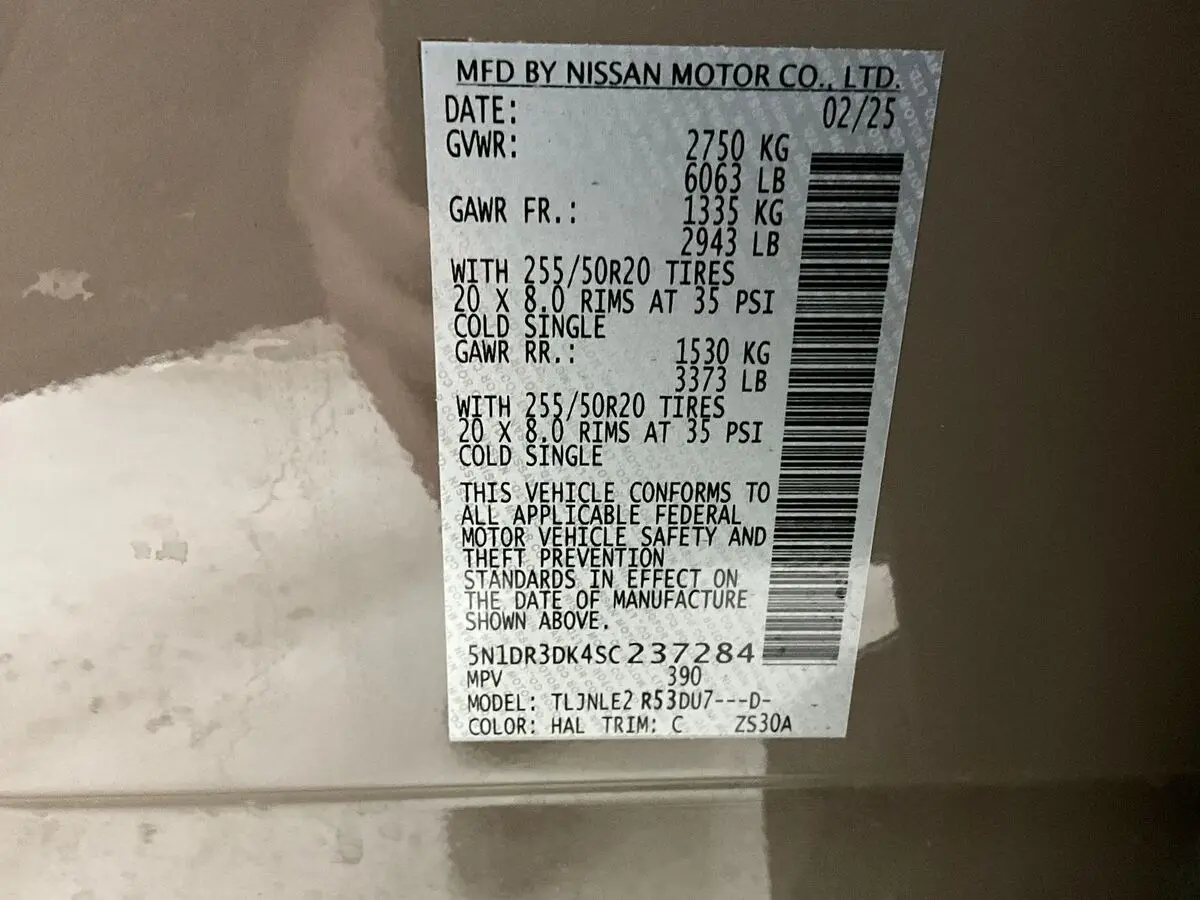 MFD BY NISSAN MOTOR CO., LTD.
DATE: 02/25
GVWR: 2750 KG
6063 LB
GAWR FR.: 1335 KG
2943 LB
WITH 255/50R20 TIRES
20 X 8.0 RIMS AT 35 PSI
COLD SINGLE
GAWR RR.: 1530 KG
3373 LB
WITH 255/50R20 TIRES
20 X 8.0 RIMS AT 35 PSI
COLD SINGLE
THIS VEHICLE CONFORMS TO
ALL APPLICABLE FEDERAL
MOTOR VEHICLE SAFETY AND
THEFT PREVENTION
STANDARDS IN EFFECT ON
THE DATE OF MANUFACTURE
SHOWN ABOVE.
5N1DR3DK4SC237284
MPV 390
MODEL: TLJNLE2 R53DU7---D-
COLOR: HAL TRIM: C ZS30A